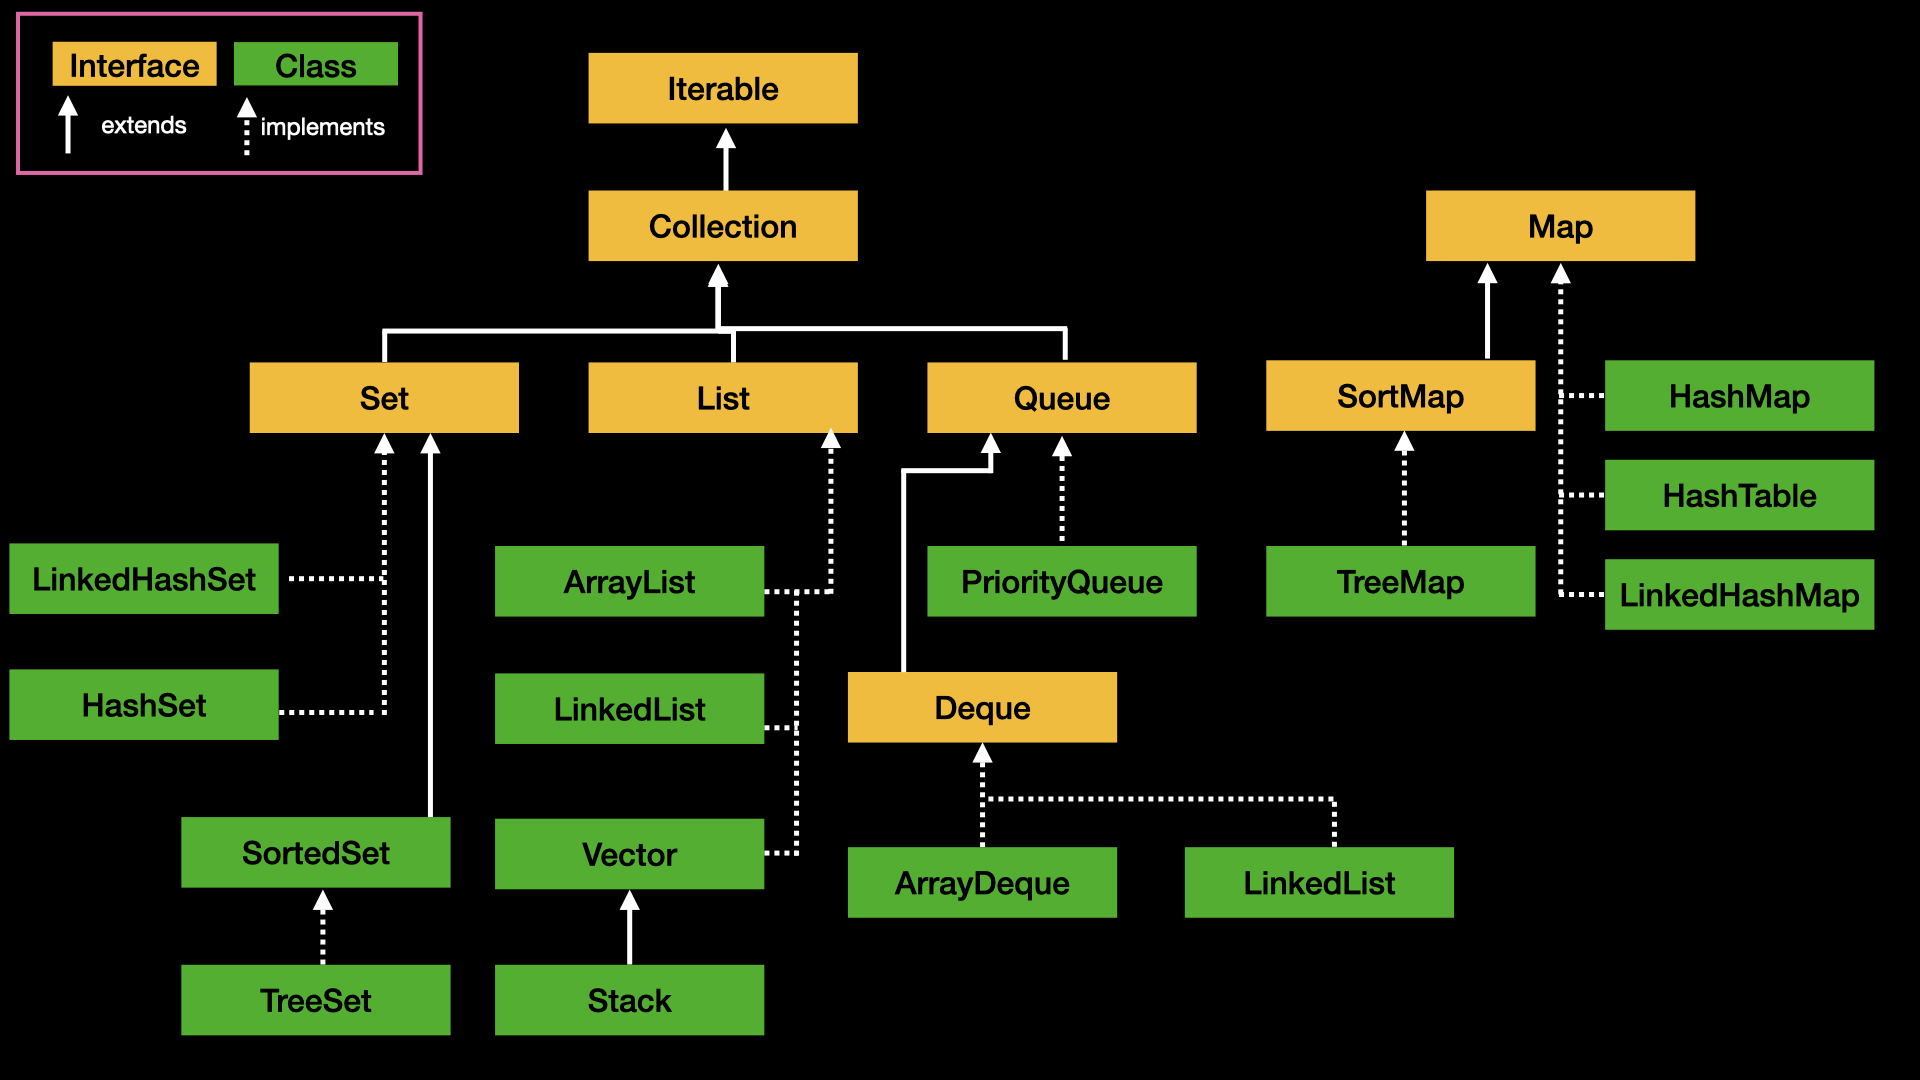 Interface
Class
extends
implements
Iterable
Collection
Map
Set
List
Queue
SortMap
HashMap
HashTable
LinkedHashSet
ArrayList
PriorityQueue
TreeMap
LinkedHashMap
HashSet
LinkedList
Deque
SortedSet
Vector
ArrayDeque
LinkedList
TreeSet
Stack